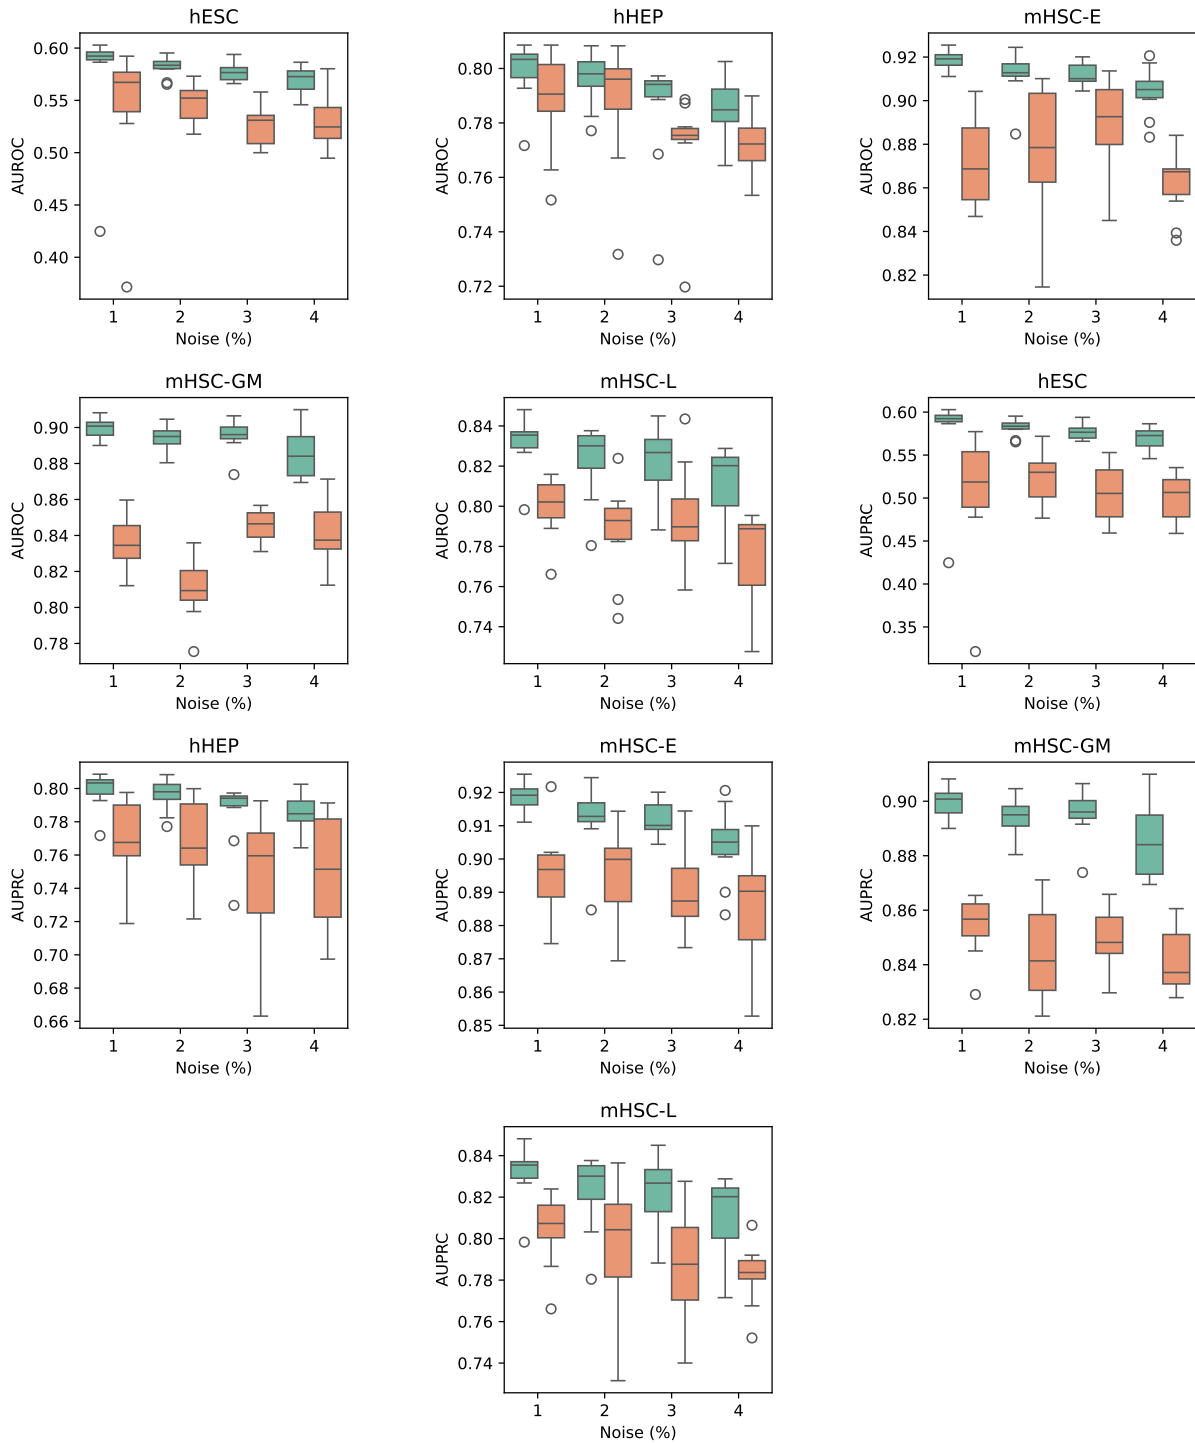 hESC
0.60
0.55
0.50
0.45
0.40
AUROC
1 2 3 4
Noise (%)
hHEP
0.80
0.78
0.76
0.74
0.72
AUROC
1 2 3 4
Noise (%)
mHSC-E
0.92
0.90
0.88
0.86
0.84
0.82
AUROC
1 2 3 4
Noise (%)
mHSC-GM
0.90
0.88
0.86
0.84
0.82
0.80
0.78
AUROC
1 2 3 4
Noise (%)
mHSC-L
0.84
0.82
0.80
0.78
0.76
0.74
AUROC
1 2 3 4
Noise (%)
hESC
0.60
0.55
0.50
0.45
0.40
0.35
AUPRC
1 2 3 4
Noise (%)
hHEP
0.80
0.78
0.76
0.74
0.72
0.70
0.68
0.66
AUPRC
1 2 3 4
Noise (%)
mHSC-E
0.92
0.91
0.90
0.89
0.88
0.87
0.86
0.85
AUPRC
1 2 3 4
Noise (%)
mHSC-GM
0.90
0.88
0.86
0.84
0.82
AUPRC
1 2 3 4
Noise (%)
mHSC-L
0.84
0.82
0.80
0.78
0.76
0.74
AUPRC
1 2 3 4
Noise (%)